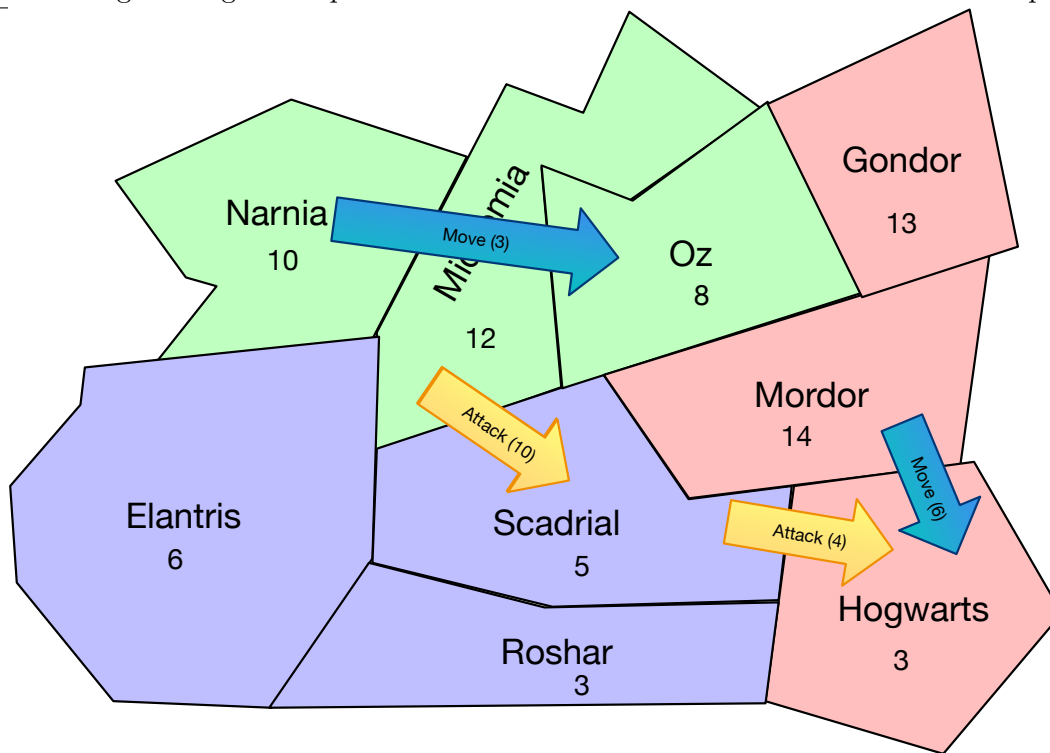 Gondor
13
Narnia
10
Move (3)
Oz
8
12
Mordor
14
Attack (10)
Move (6)
Elantris
6
Scadrial
5
Attack (4)
Hogwarts
3
Roshar
3